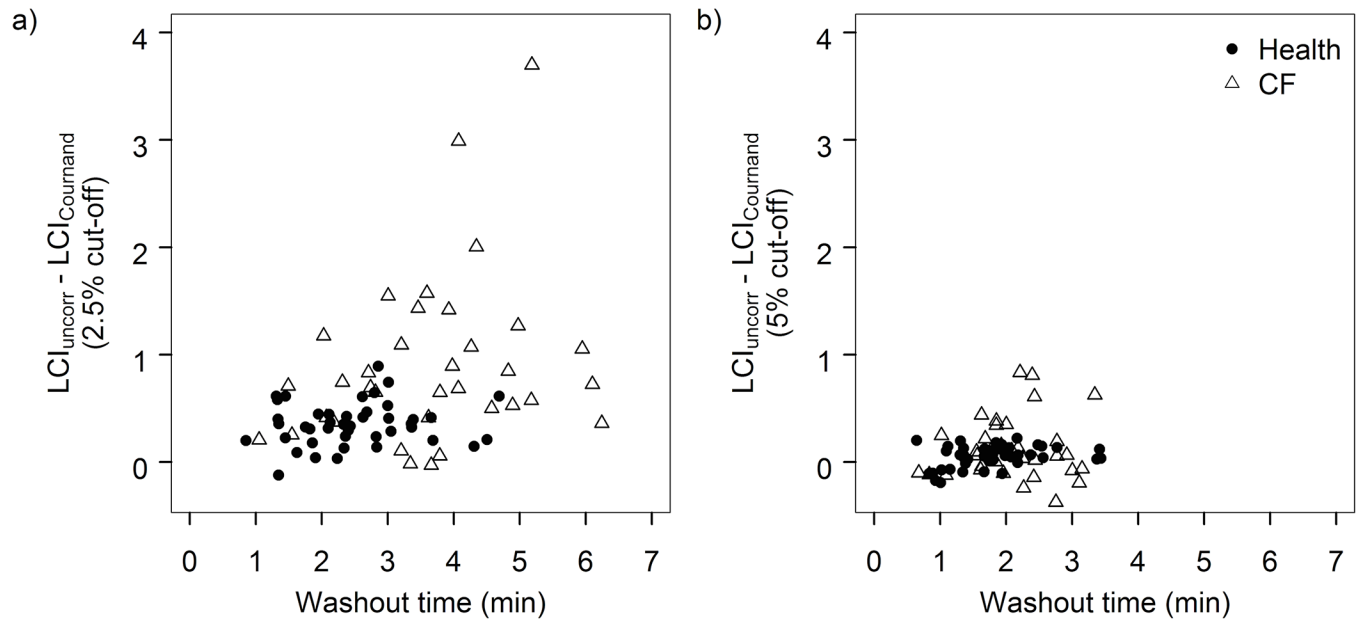 a)
4
3
2
1
0
LCIuncorr - LCICournand
(2.5% cut-off)
0 1 2 3 4 5 6 7
Washout time (min)
b)
4
3
2
1
0
LCIuncorr - LCICournand
(5% cut-off)
Health
CF
0 1 2 3 4 5 6 7
Washout time (min)